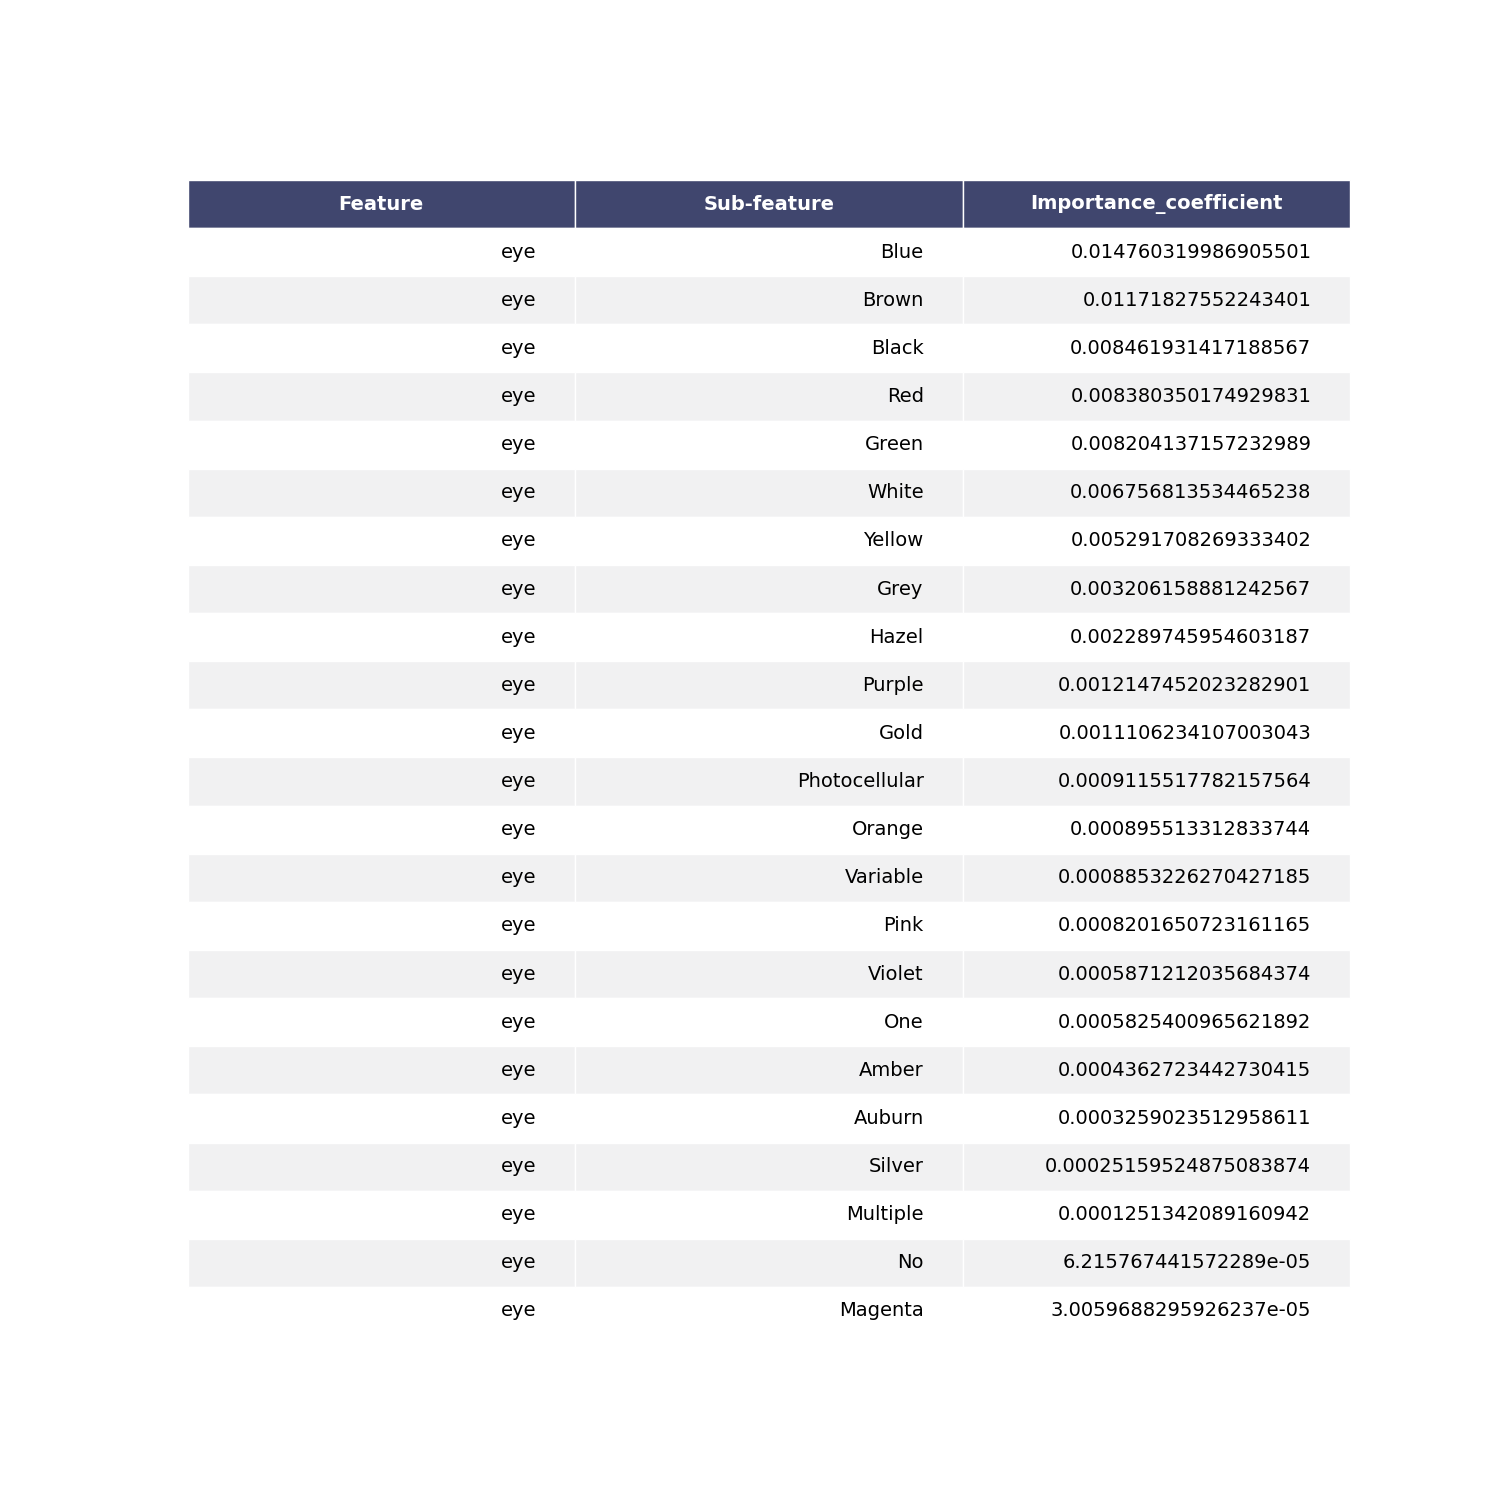 Feature Sub-feature Importance_coefficient
eye Blue 0.014760319986905501
eye Brown 0.01171827552243401
eye Black 0.008461931417188567
eye Red 0.008380350174929831
eye Green 0.008204137157232989
eye White 0.006756813534465238
eye Yellow 0.005291708269333402
eye Grey 0.003206158881242567
eye Hazel 0.002289745954603187
eye Purple 0.0012147452023282901
eye Gold 0.0011106234107003043
eye Photocellular 0.0009115517782157564
eye Orange 0.000895513312833744
eye Variable 0.0008853226270427185
eye Pink 0.0008201650723161165
eye Violet 0.0005871212035684374
eye One 0.0005825400965621892
eye Amber 0.0004362723442730415
eye Auburn 0.0003259023512958611
eye Silver 0.00025159524875083874
eye Multiple 0.0001251342089160942
eye No 6.215767441572289e-05
eye Magenta 3.0059688295926237e-05